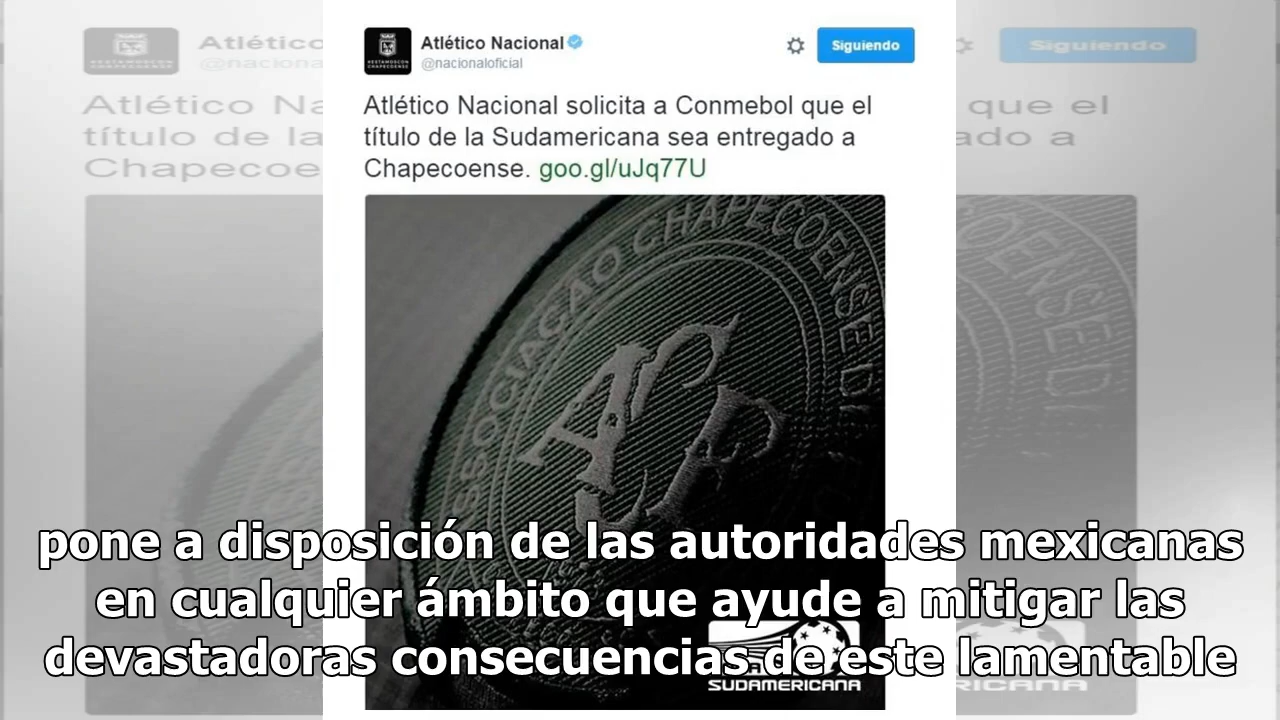 Atlético Nacional
@nacionaloficial
Siguiendo
Atlético Nacional solicita a Conmebol que el
título de la Sudamericana sea entregado a
Chapecoense. goo.gl/uJq77U
ASSOCIAÇÃO CHAPECOENSE DE
ACF
SUDAMERICANA
pone a disposición de las autoridades mexicanas
en cualquier ámbito que ayude a mitigar las
devastadoras consecuencias de este lamentable